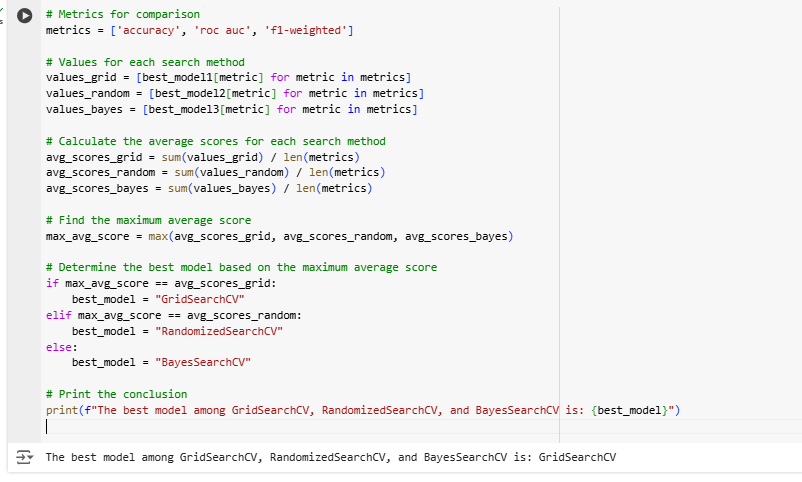 # Metrics for comparison
metrics = ['accuracy', 'roc auc', 'f1-weighted']
# Values for each search method
values_grid = [best_model1[metric] for metric in metrics]
values_random = [best_model2[metric] for metric in metrics]
values_bayes = [best_model3[metric] for metric in metrics]
# Calculate the average scores for each search method
avg_scores_grid = sum(values_grid) / len(metrics)
avg_scores_random = sum(values_random) / len(metrics)
avg_scores_bayes = sum(values_bayes) / len(metrics)
# Find the maximum average score
max_avg_score = max(avg_scores_grid, avg_scores_random, avg_scores_bayes)
# Determine the best model based on the maximum average score
if max_avg_score == avg_scores_grid:
    best_model = "GridSearchCV"
elif max_avg_score == avg_scores_random:
    best_model = "RandomizedSearchCV"
else:
    best_model = "BayesSearchCV"
# Print the conclusion
print(f"The best model among GridSearchCV, RandomizedSearchCV, and BayesSearchCV is: {best_model}")
The best model among GridSearchCV, RandomizedSearchCV, and BayesSearchCV is: GridSearchCV